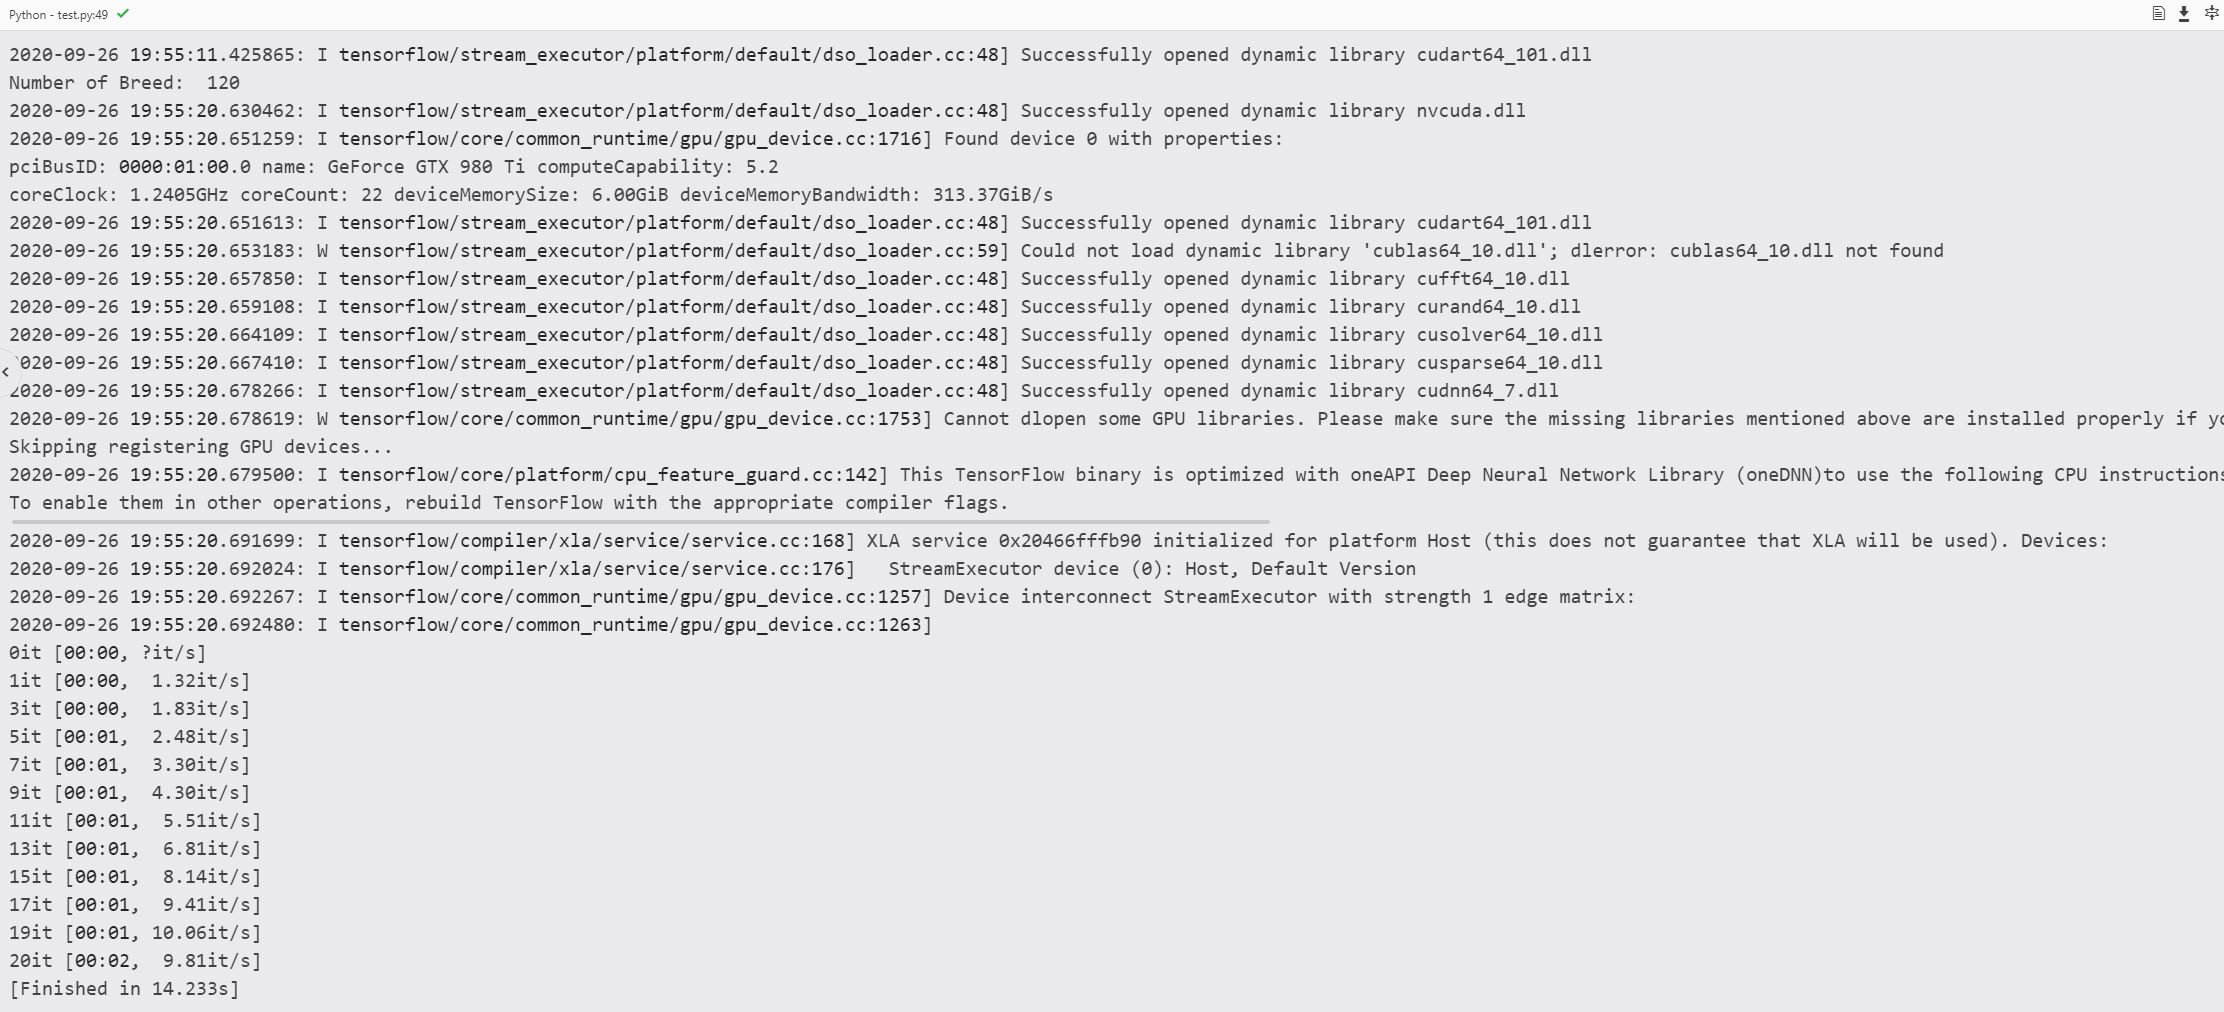 Python - test.py:49
2020-09-26 19:55:11.425865: I tensorflow/stream_executor/platform/default/dso_loader.cc:48] Successfully opened dynamic library cudart64_101.dll
Number of Breed:  120
2020-09-26 19:55:20.630462: I tensorflow/stream_executor/platform/default/dso_loader.cc:48] Successfully opened dynamic library nvcuda.dll
2020-09-26 19:55:20.651259: I tensorflow/core/common_runtime/gpu/gpu_device.cc:1716] Found device 0 with properties:
pciBusID: 0000:01:00.0 name: GeForce GTX 980 Ti computeCapability: 5.2
coreClock: 1.2405GHz coreCount: 22 deviceMemorySize: 6.00GiB deviceMemoryBandwidth: 313.37GiB/s
2020-09-26 19:55:20.651613: I tensorflow/stream_executor/platform/default/dso_loader.cc:48] Successfully opened dynamic library cudart64_101.dll
2020-09-26 19:55:20.653183: W tensorflow/stream_executor/platform/default/dso_loader.cc:59] Could not load dynamic library 'cublas64_10.dll'; dlerror: cublas64_10.dll not found
2020-09-26 19:55:20.657850: I tensorflow/stream_executor/platform/default/dso_loader.cc:48] Successfully opened dynamic library cufft64_10.dll
2020-09-26 19:55:20.659108: I tensorflow/stream_executor/platform/default/dso_loader.cc:48] Successfully opened dynamic library curand64_10.dll
2020-09-26 19:55:20.664109: I tensorflow/stream_executor/platform/default/dso_loader.cc:48] Successfully opened dynamic library cusolver64_10.dll
2020-09-26 19:55:20.667410: I tensorflow/stream_executor/platform/default/dso_loader.cc:48] Successfully opened dynamic library cusparse64_10.dll
2020-09-26 19:55:20.678266: I tensorflow/stream_executor/platform/default/dso_loader.cc:48] Successfully opened dynamic library cudnn64_7.dll
2020-09-26 19:55:20.678619: W tensorflow/core/common_runtime/gpu/gpu_device.cc:1753] Cannot dlopen some GPU libraries. Please make sure the missing libraries mentioned above are installed properly if
Skipping registering GPU devices...
2020-09-26 19:55:20.679500: I tensorflow/core/platform/cpu_feature_guard.cc:142] This TensorFlow binary is optimized with oneAPI Deep Neural Network Library (oneDNN)to use the following CPU instructions
To enable them in other operations, rebuild TensorFlow with the appropriate compiler flags.
2020-09-26 19:55:20.691699: I tensorflow/compiler/xla/service/service.cc:168] XLA service 0x20466fffb90 initialized for platform Host (this does not guarantee that XLA will be used). Devices:
2020-09-26 19:55:20.692024: I tensorflow/compiler/xla/service/service.cc:176]   StreamExecutor device (0): Host, Default Version
2020-09-26 19:55:20.692267: I tensorflow/core/common_runtime/gpu/gpu_device.cc:1257] Device interconnect StreamExecutor with strength 1 edge matrix:
2020-09-26 19:55:20.692480: I tensorflow/core/common_runtime/gpu/gpu_device.cc:1263]
0it [00:00, ?it/s]
1it [00:00,  1.32it/s]
3it [00:00,  1.83it/s]
5it [00:01,  2.48it/s]
7it [00:01,  3.30it/s]
9it [00:01,  4.30it/s]
11it [00:01,  5.51it/s]
13it [00:01,  6.81it/s]
15it [00:01,  8.14it/s]
17it [00:01,  9.41it/s]
19it [00:01, 10.06it/s]
20it [00:02,  9.81it/s]
[Finished in 14.233s]